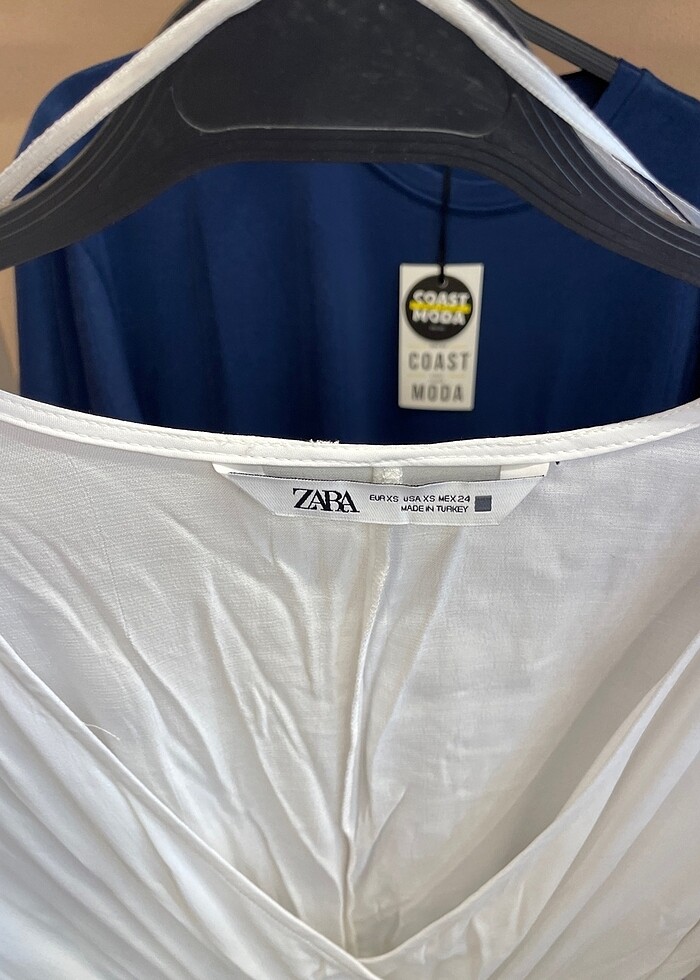 COAST
MODA
COAST
MODA
ZARA
EUR XS USA XS MEX 24
MADE IN TURKEY